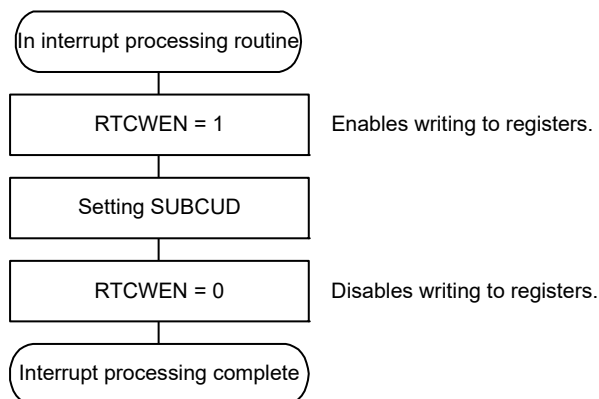 In interrupt processing routine
RTCWEN = 1 Enables writing to registers.
Setting SUBCUD
RTCWEN = 0 Disables writing to registers.
Interrupt processing complete